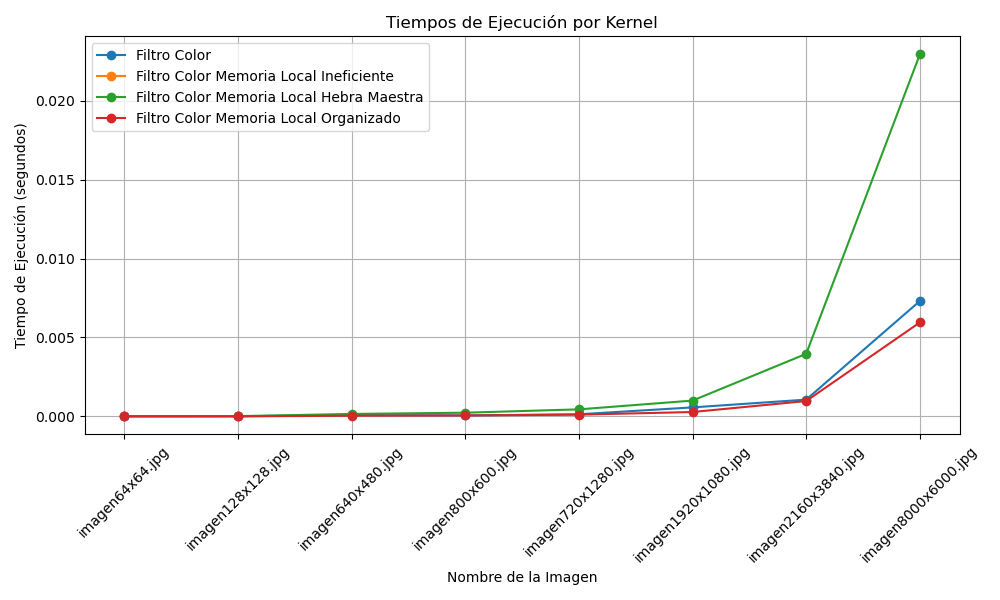 Tiempos de Ejecución por Kernel
Filtro Color
Filtro Color Memoria Local Ineficiente
Filtro Color Memoria Local Hebra Maestra
Filtro Color Memoria Local Organizado
Tiempo de Ejecución (segundos)
0.020
0.015
0.010
0.005
0.000
imagen64x64.jpg
imagen128x128.jpg
imagen640x480.jpg
imagen800x600.jpg
imagen720x1280.jpg
imagen1920x1080.jpg
imagen2160x3840.jpg
imagen8000x6000.jpg
Nombre de la Imagen